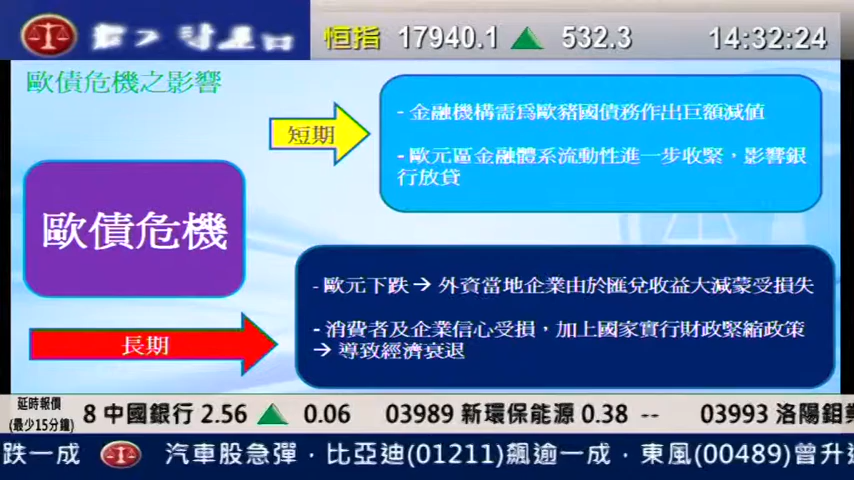 恒指 17940.1 532.3 14:32:24
歐債危機之影響
短期
- 金融機構需爲歐豬國債務作出巨額減值
- 歐元區金融體系流動性進一步收緊，影響銀
行放貸
歐債危機
- 歐元下跌 → 外資當地企業由於匯兌收益大減蒙受損失
- 消費者及企業信心受損，加上國家實行財政緊縮政策
→ 導致經濟衰退
長期
延時報價
(最少15分鐘)
8 中國銀行 2.56 0.06 03989 新環保能源 0.38 -- 03993 洛陽鉬
跌一成 汽車股急彈，比亞迪(01211)飆逾一成，東風(00489)曾升